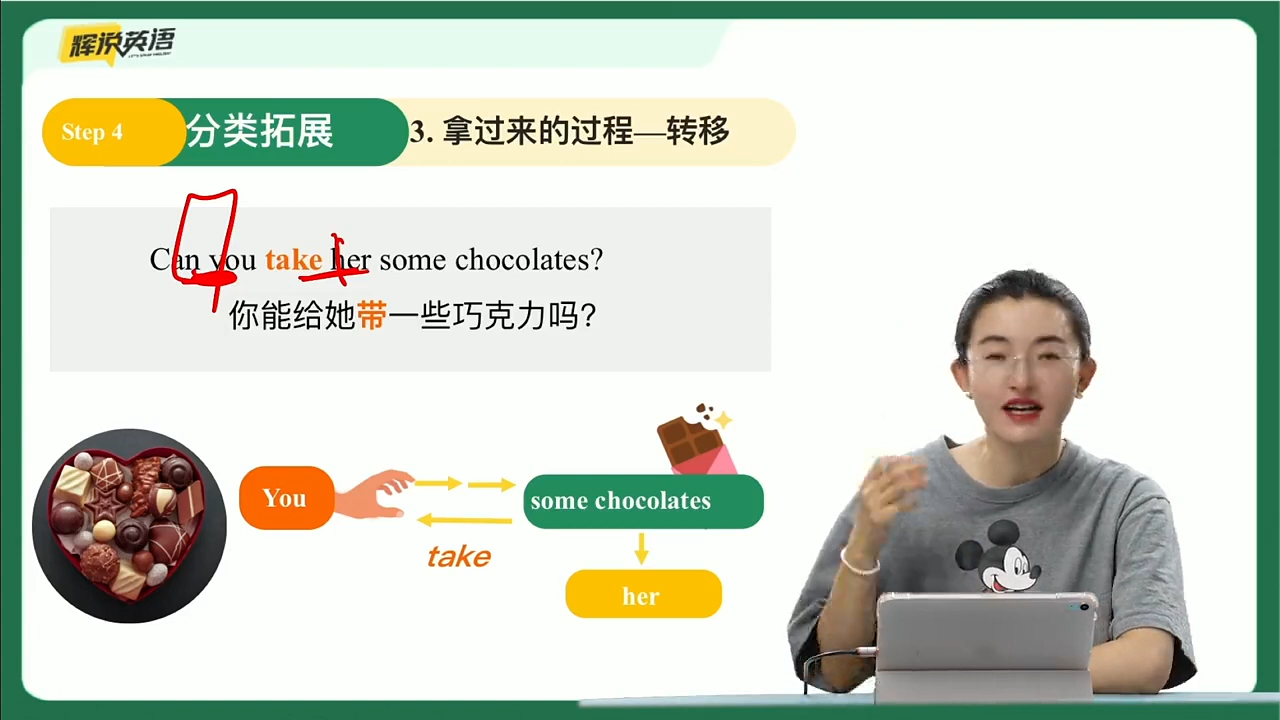 辉说英语
Step 4
分类拓展
3. 拿过来的过程—转移
Can you take her some chocolates?
你能给她带一些巧克力吗？
You
some chocolates
take
her